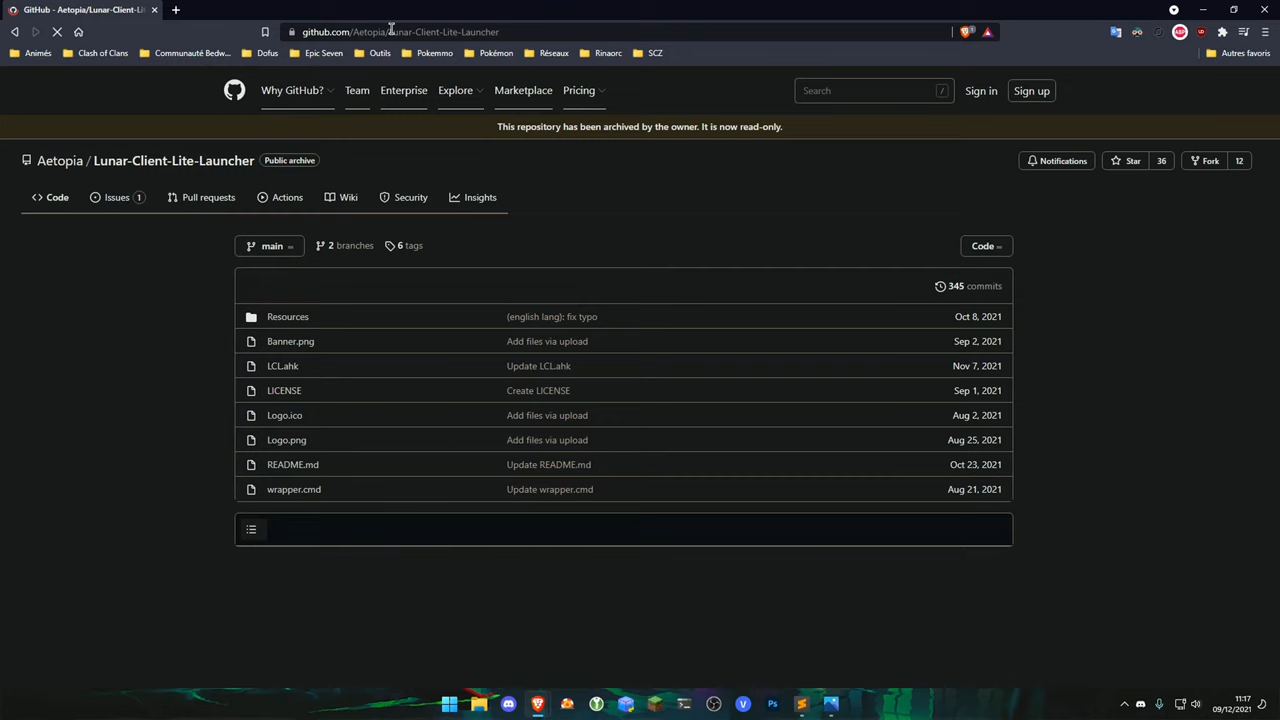 GitHub - Aetopia/Lunar-Client-Li
github.com/Aetopia/Lunar-Client-Lite-Launcher
Animés
Clash of Clans
Communauté Bedw...
Dofus
Epic Seven
Outils
Pokemmo
Pokémon
Réseaux
Rinaorc
SCZ
Autres favoris
Why GitHub?
Team
Enterprise
Explore
Marketplace
Pricing
Search
/
Sign in
Sign up
This repository has been archived by the owner. It is now read-only.
Aetopia / Lunar-Client-Lite-Launcher Public archive
Notifications
Star 36
Fork 12
Code
Issues 1
Pull requests
Actions
Wiki
Security
Insights
main
2 branches
6 tags
Code
345 commits
Resources (english lang): fix typo Oct 8, 2021
Banner.png Add files via upload Sep 2, 2021
LCL.ahk Update LCL.ahk Nov 7, 2021
LICENSE Create LICENSE Sep 1, 2021
Logo.ico Add files via upload Aug 2, 2021
Logo.png Add files via upload Aug 25, 2021
README.md Update README.md Oct 23, 2021
wrapper.cmd Update wrapper.cmd Aug 21, 2021
11:17
09/12/2021